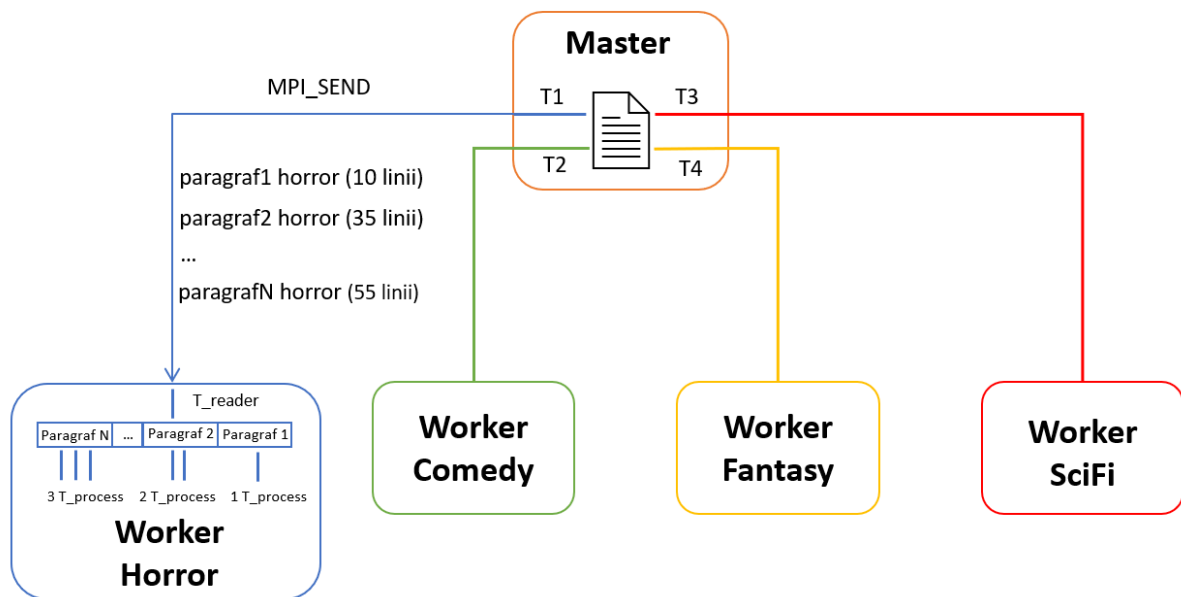 Master
MPI_SEND
T1
T3
T2
T4
paragraf1 horror (10 linii)
paragraf2 horror (35 linii)
...
paragrafN horror (55 linii)
T_reader
Paragraf N
...
Paragraf 2
Paragraf 1
3 T_process
2 T_process
1 T_process
Worker
Horror
Worker
Comedy
Worker
Fantasy
Worker
SciFi